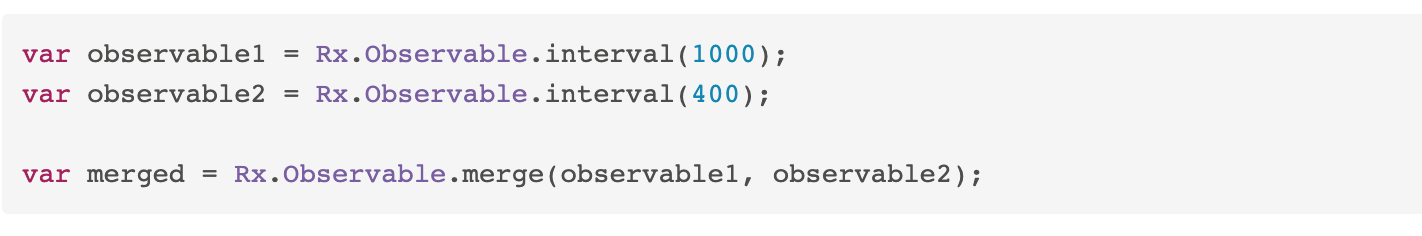 var observable1 = Rx.Observable.interval(1000);
var observable2 = Rx.Observable.interval(400);
var merged = Rx.Observable.merge(observable1, observable2);